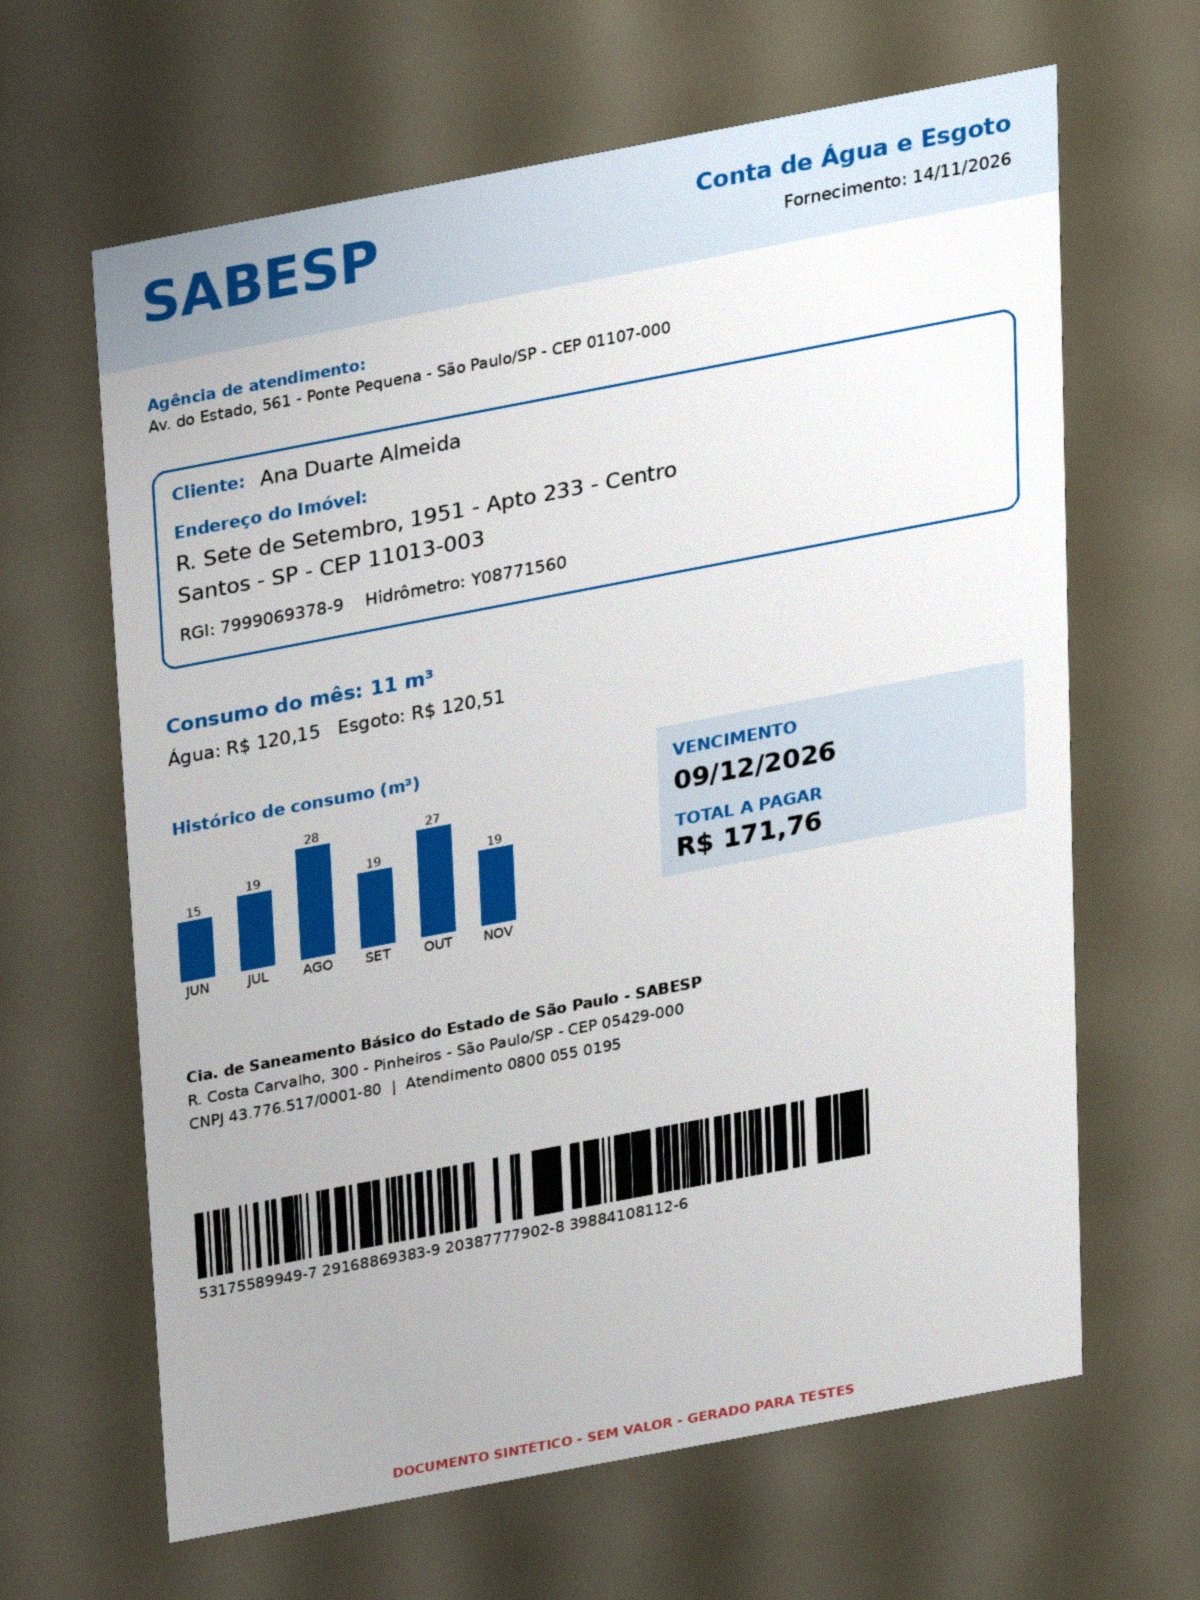 SABESP
Conta de Água e Esgoto
Fornecimento: 14/11/2026
Agência de atendimento:
Av. do Estado, 561 - Ponte Pequena - São Paulo/SP - CEP 01107-000
Cliente: Ana Duarte Almeida
Endereço do Imóvel:
R. Sete de Setembro, 1951 - Apto 233 - Centro
Santos - SP - CEP 11013-003
RGI: 7999069378-9 Hidrômetro: Y08771560
Consumo do mês: 11 m³
Água: R$ 120,15 Esgoto: R$ 120,51
VENCIMENTO
09/12/2026
TOTAL A PAGAR
R$ 171,76
Histórico de consumo (m³)
15 19 28 19 27 19
JUN JUL AGO SET OUT NOV
Cia. de Saneamento Básico do Estado de São Paulo - SABESP
R. Costa Carvalho, 300 - Pinheiros - São Paulo/SP - CEP 05429-000
CNPJ 43.776.517/0001-80 | Atendimento 0800 055 0195
53175589949-7 29168869383-9 20387777902-8 39884108112-6
DOCUMENTO SINTÉTICO - SEM VALOR - GERADO PARA TESTES